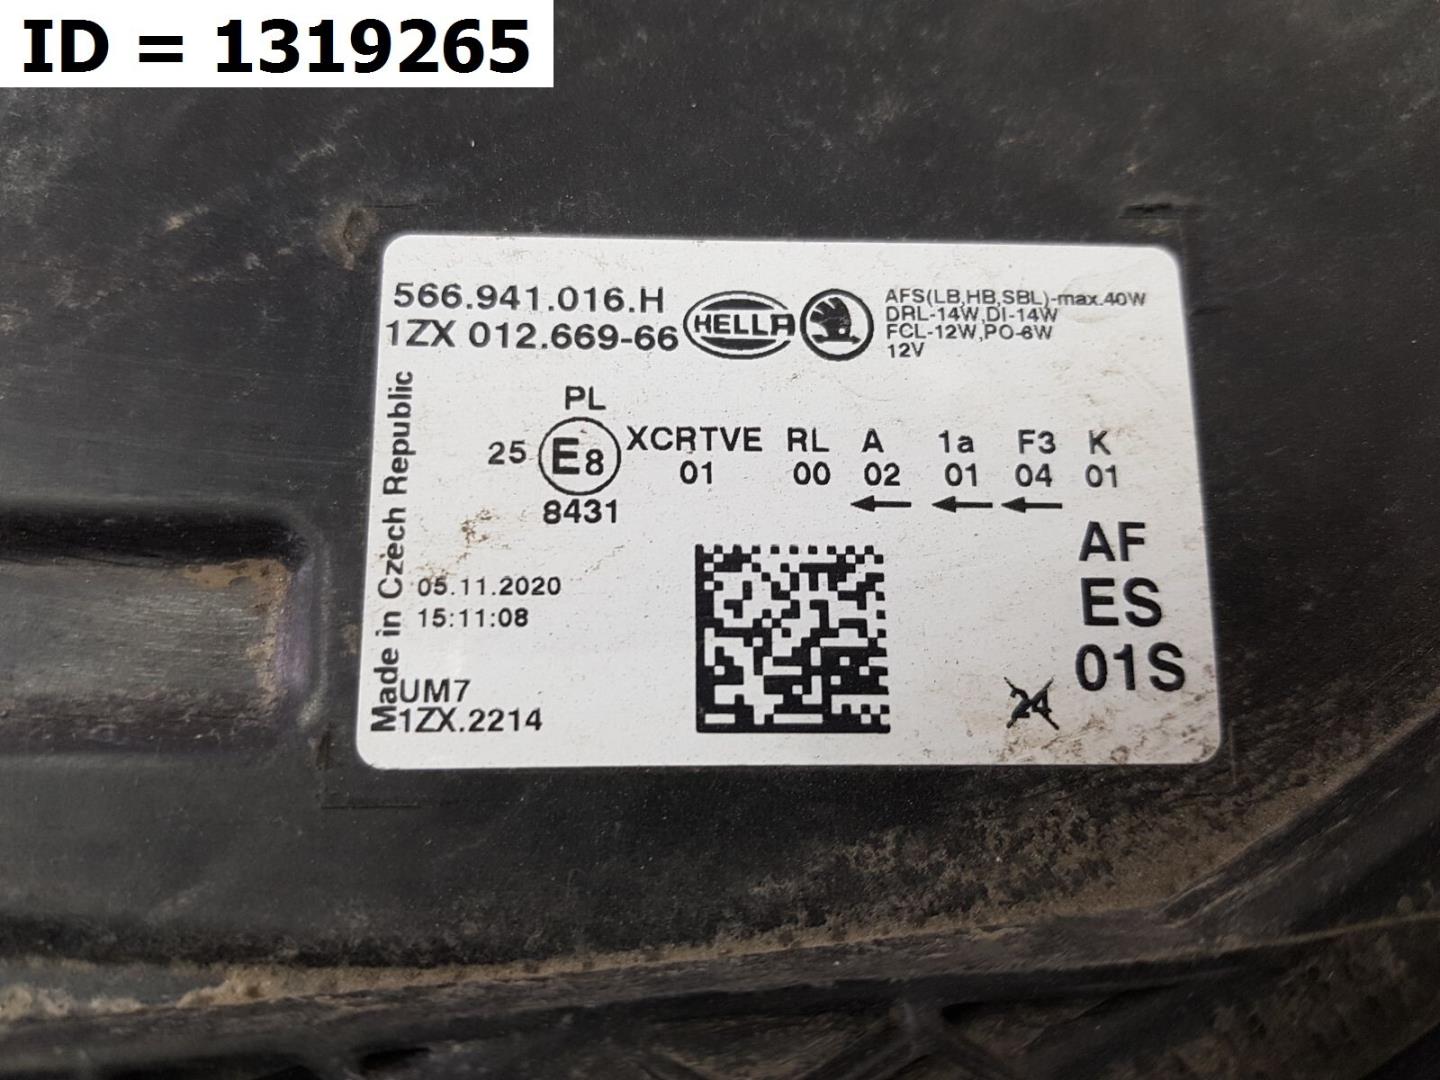 ID = 1319265
566.941.016.H
1ZX 012.669-66
HELLA
AFS(LB,HB,SBL)-max.40W
DRL-14W,DI-14W
FCL-12W,PO-6W
12V
Made in Czech Republic
PL
25 E8 XCRTVE RL A 1a F3 K
01 00 02 01 04 01
8431
AF
ES
01S
05.11.2020
15:11:08
UM7
1ZX.2214
24